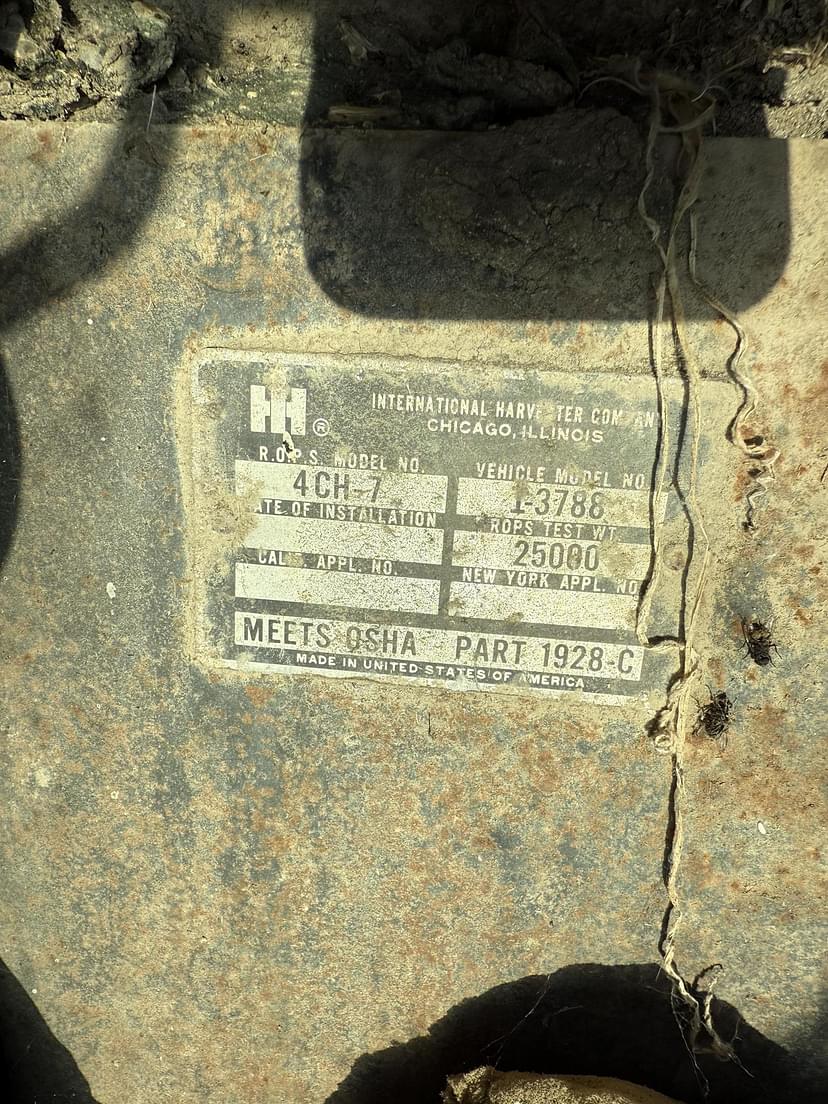 IH ®
INTERNATIONAL HARVESTER COMPANY
CHICAGO, ILLINOIS
R.O.P.S. MODEL NO. VEHICLE MODEL NO.
4CH-7 I-3788
DATE OF INSTALLATION ROPS TEST WT.
25000
CAL. APPL. NO. NEW YORK APPL. NO.
MEETS OSHA PART 1928-C
MADE IN UNITED STATES OF AMERICA